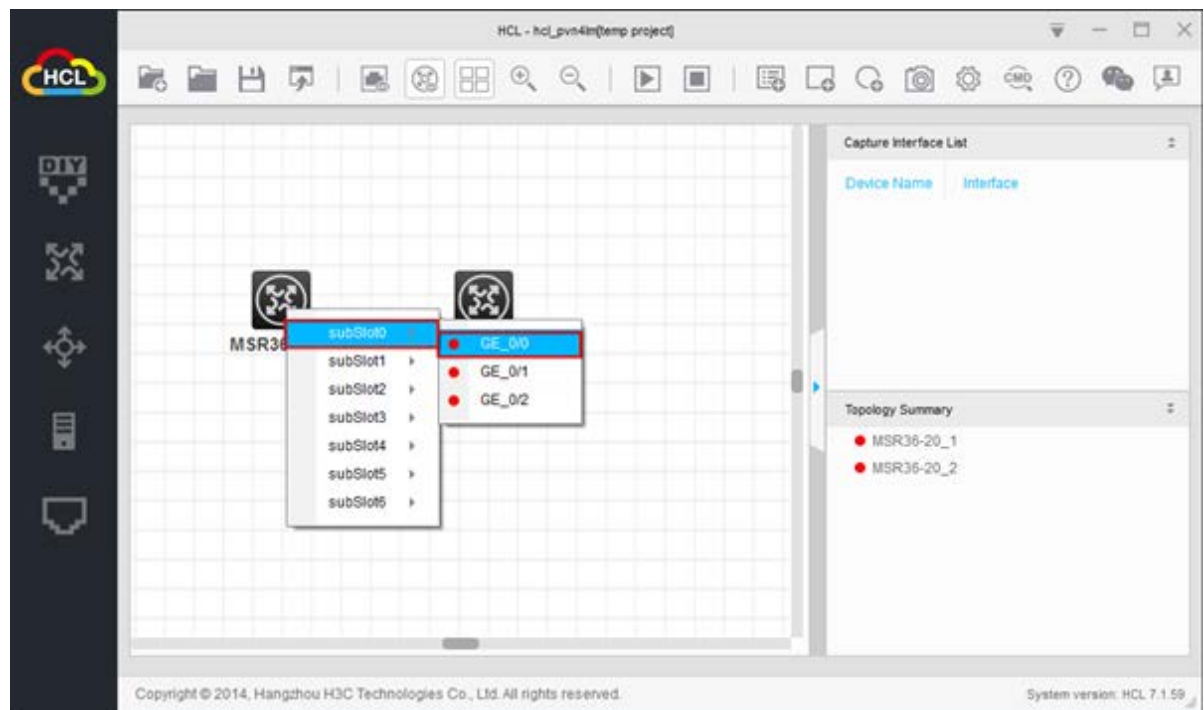 HCL - hcl_pvn4lm[temp project]
HCL
CMD
DIY
Capture Interface List
Device Name Interface
MSR36
subSlot0
subSlot1
subSlot2
subSlot3
subSlot4
subSlot5
subSlot6
GE_0/0
GE_0/1
GE_0/2
Topology Summary
MSR36-20_1
MSR36-20_2
Copyright © 2014, Hangzhou H3C Technologies Co., Ltd. All rights reserved.
System version: HCL 7.1.59